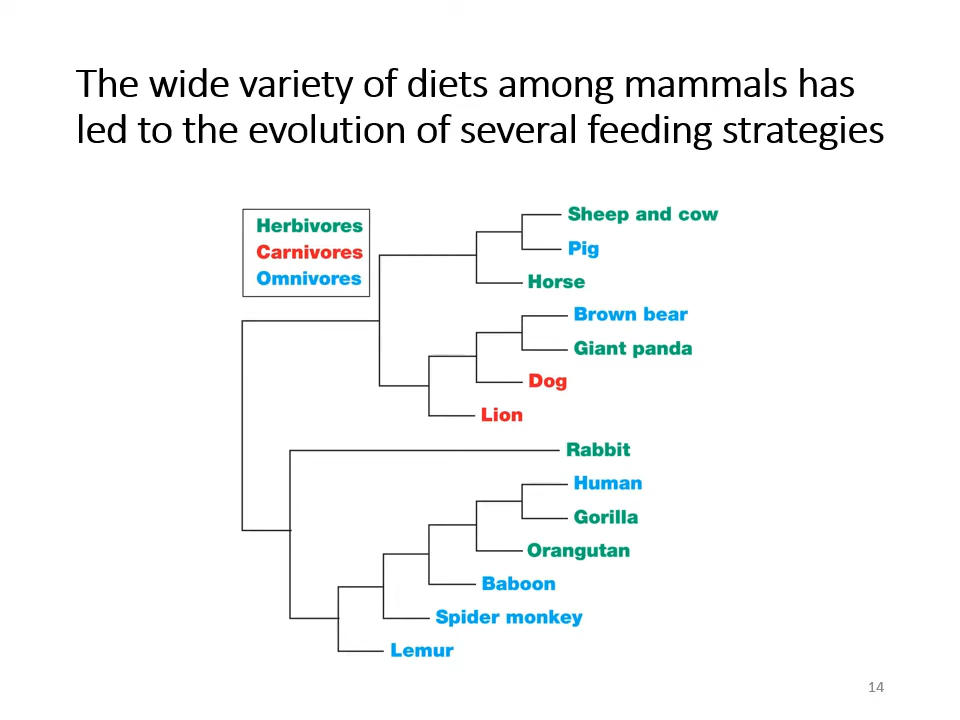 The wide variety of diets among mammals has
led to the evolution of several feeding strategies
Herbivores
Carnivores
Omnivores
Sheep and cow
Pig
Horse
Brown bear
Giant panda
Dog
Lion
Rabbit
Human
Gorilla
Orangutan
Baboon
Spider monkey
Lemur
14